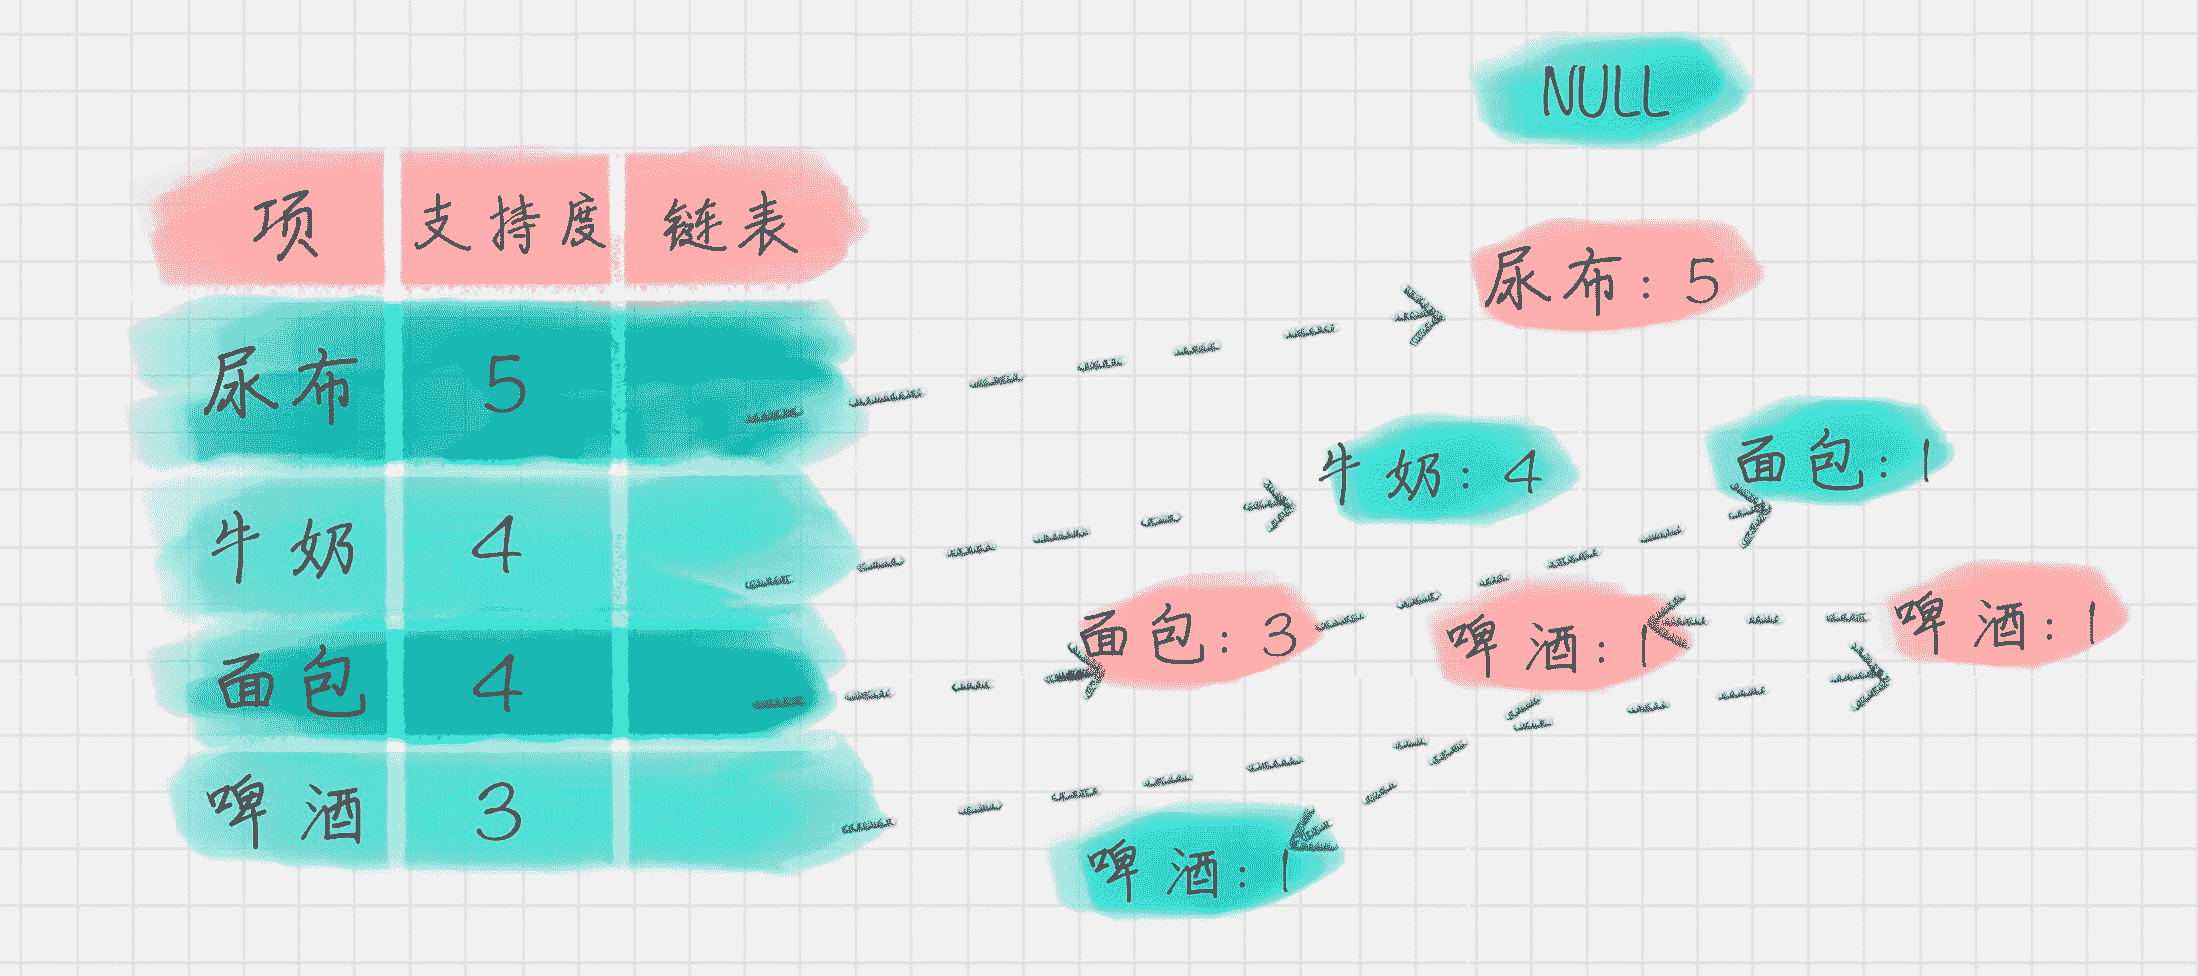 NULL
项 支持度 链表
尿布：5
尿布 5
牛奶：4 面包：1
牛奶 4
面包：3 啤酒：1 啤酒：1
面包 4
啤酒 3
啤酒：1